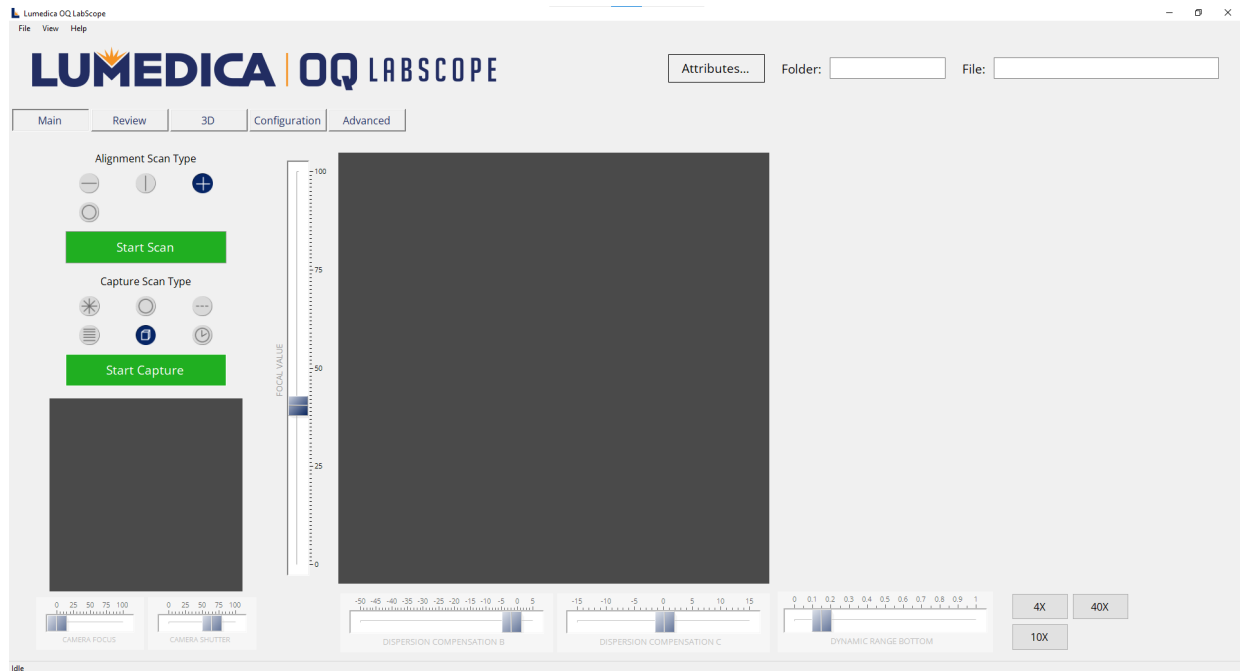 Lumedica OQ LabScope
File View Help
LUMEDICA OQ LABSCOPE
Attributes... Folder: File:
Main Review 3D Configuration Advanced
Alignment Scan Type
Start Scan
Capture Scan Type
Start Capture
FOCAL VALUE
100
75
50
25
0
0 25 50 75 100
CAMERA FOCUS
0 25 50 75 100
CAMERA SHUTTER
-50 -45 -40 -35 -30 -25 -20 -15 -10 -5 0 5
DISPERSION COMPENSATION B
-15 -10 -5 0 5 10 15
DISPERSION COMPENSATION C
0 0.1 0.2 0.3 0.4 0.5 0.6 0.7 0.8 0.9 1
DYNAMIC RANGE BOTTOM
4X 40X
10X
Idle